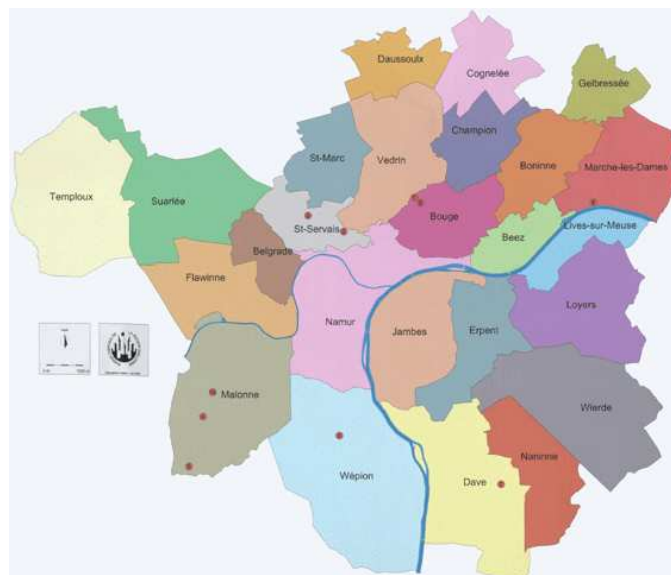 Daussoulx
Cognelée
Gelbressée
St-Marc
Vedrin
Champion
Boninne
Marche-les-Dames
Temploux
Suarlée
St-Servais
Bouge
Beez
Lives-sur-Meuse
Belgrade
Flawinne
Namur
Jambes
Erpent
Loyers
Malonne
Wierde
Wépion
Dave
Naninne